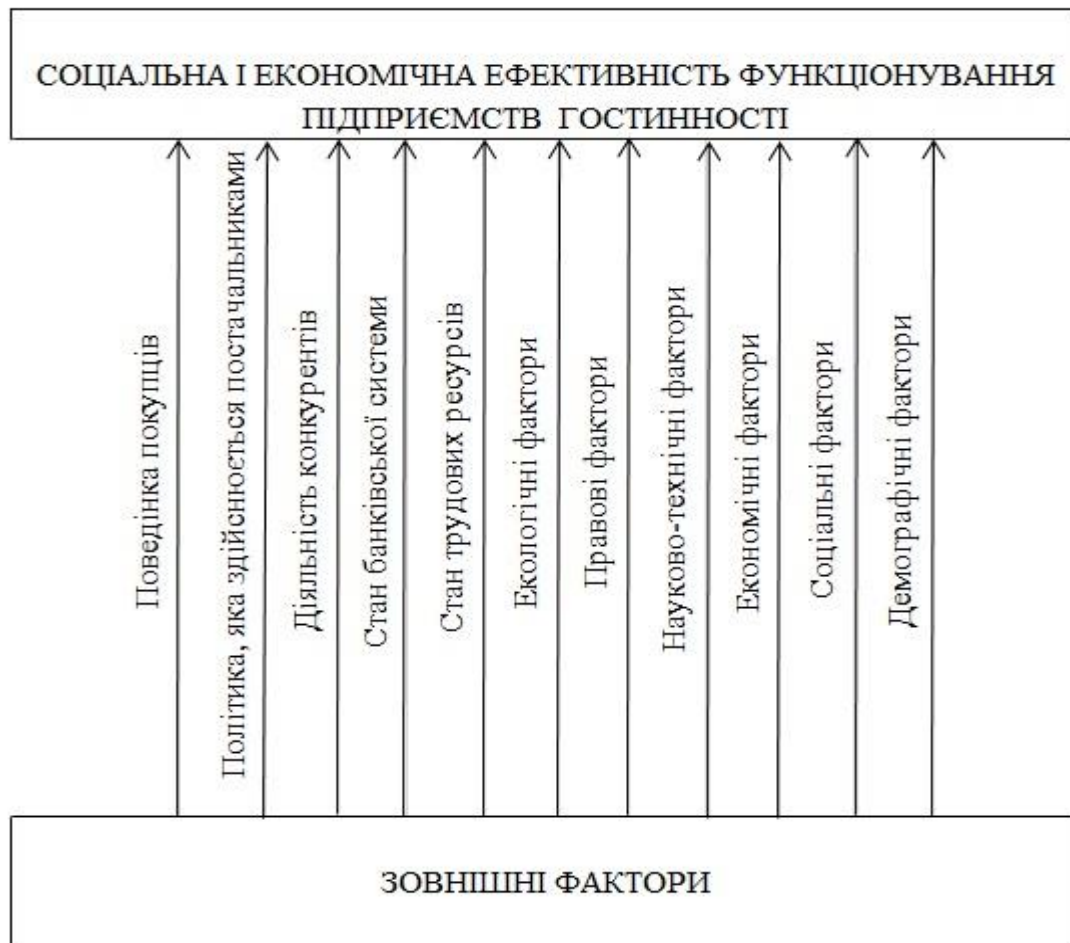 СОЦІАЛЬНА І ЕКОНОМІЧНА ЕФЕКТИВНІСТЬ ФУНКЦІОНУВАННЯ
ПІДПРИЄМСТВ ГОСТИННОСТІ
Поведінка покупців
Політика, яка здійснюється постачальниками
Діяльність конкурентів
Стан банківської системи
Стан трудових ресурсів
Екологічні фактори
Правові фактори
Науково-технічні фактори
Економічні фактори
Соціальні фактори
Демографічні фактори
ЗОВНІШНІ ФАКТОРИ